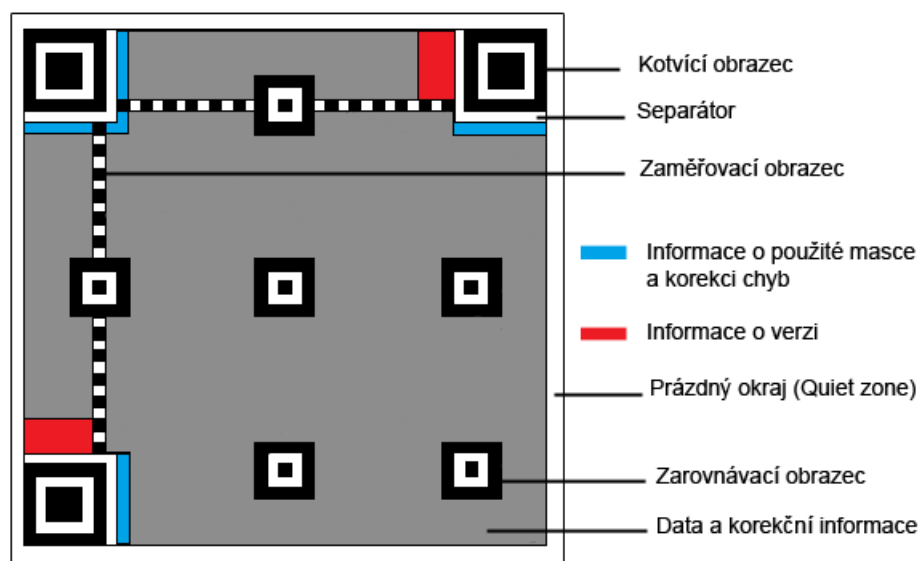 Kotvící obrazec
Separátor
Zaměřovací obrazec
Informace o použité masce
a korekci chyb
Informace o verzi
Prázdný okraj (Quiet zone)
Zarovnávací obrazec
Data a korekční informace